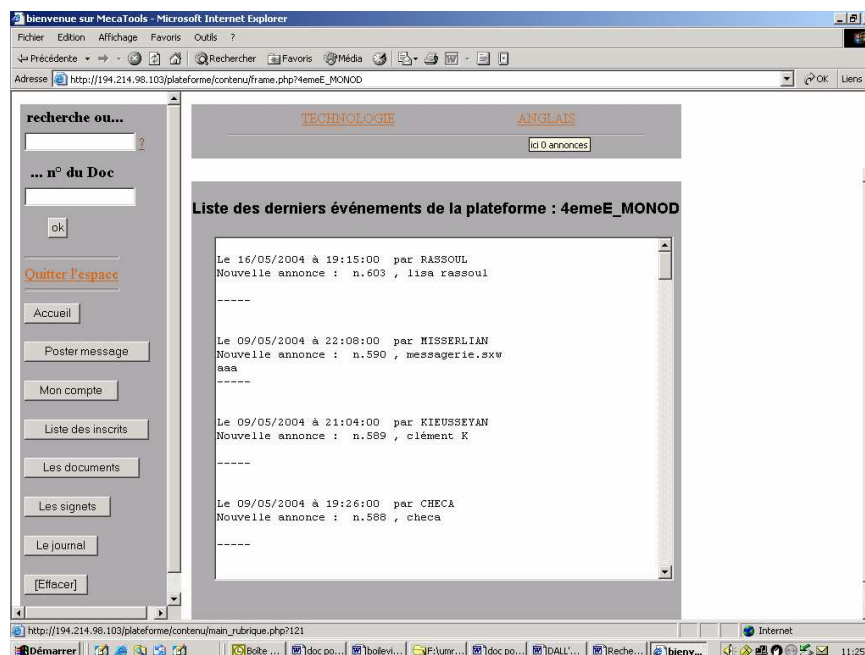 bienvenue sur MecaTools - Microsoft Internet Explorer
Fichier Edition Affichage Favoris Outils ?
Précédente Rechercher Favoris Média
Adresse http://194.214.98.103/plateforme/contenu/frame.php?4emeE_MONOD OK Liens
recherche ou...
?
... n° du Doc
ok
Quitter l'espace
Accueil
Poster message
Mon compte
Liste des inscrits
Les documents
Les signets
Le journal
[Effacer]
TECHNOLOGIE ANGLAIS
ici 0 annonces
Liste des derniers événements de la plateforme : 4emeE_MONOD
Le 16/05/2004 à 19:15:00 par RASSOUL
Nouvelle annonce : n.603 , lisa rassoul
-----
Le 09/05/2004 à 22:08:00 par MISSERLIAN
Nouvelle annonce : n.590 , messagerie.sxw
aaa
-----
Le 09/05/2004 à 21:04:00 par KIEUSSEYAN
Nouvelle annonce : n.589 , clément K
-----
Le 09/05/2004 à 19:26:00 par CHECA
Nouvelle annonce : n.588 , checa
-----
http://194.214.98.103/plateforme/contenu/main_rubrique.php?121 Internet
Démarrer Boîte ... doc po... boilevi... F:\umr... doc po... DALL'... Reche... bienv...